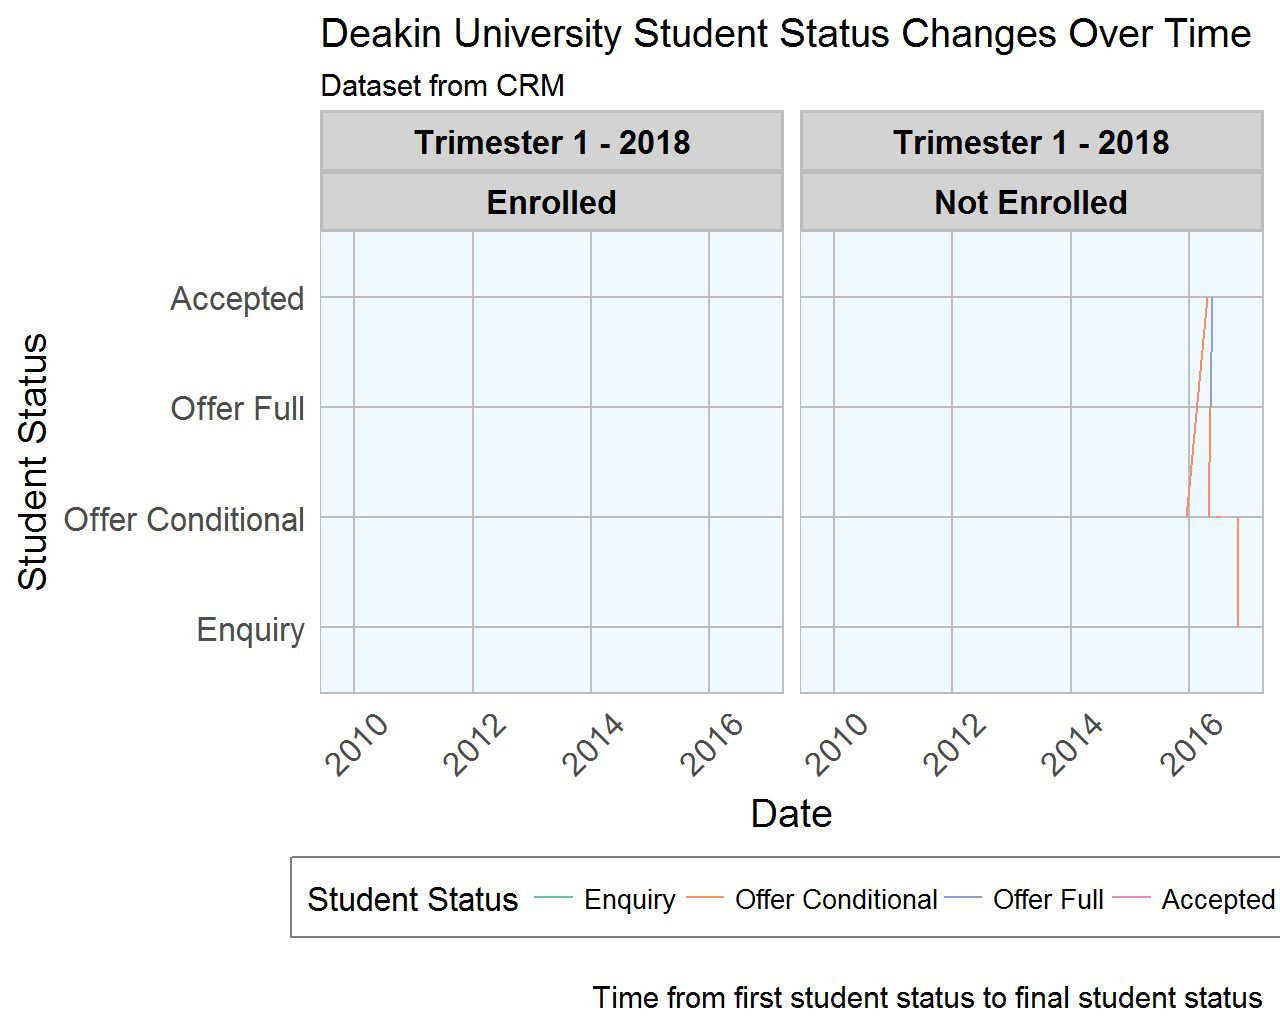 Deakin University Student Status Changes Over Time
Dataset from CRM
Trimester 1 - 2018
Trimester 1 - 2018
Enrolled
Not Enrolled
Student Status
Accepted
Offer Full
Offer Conditional
Enquiry
2010
2012
2014
2016
2010
2012
2014
2016
Date
Student Status
Enquiry
Offer Conditional
Offer Full
Accepted
Time from first student status to final student status